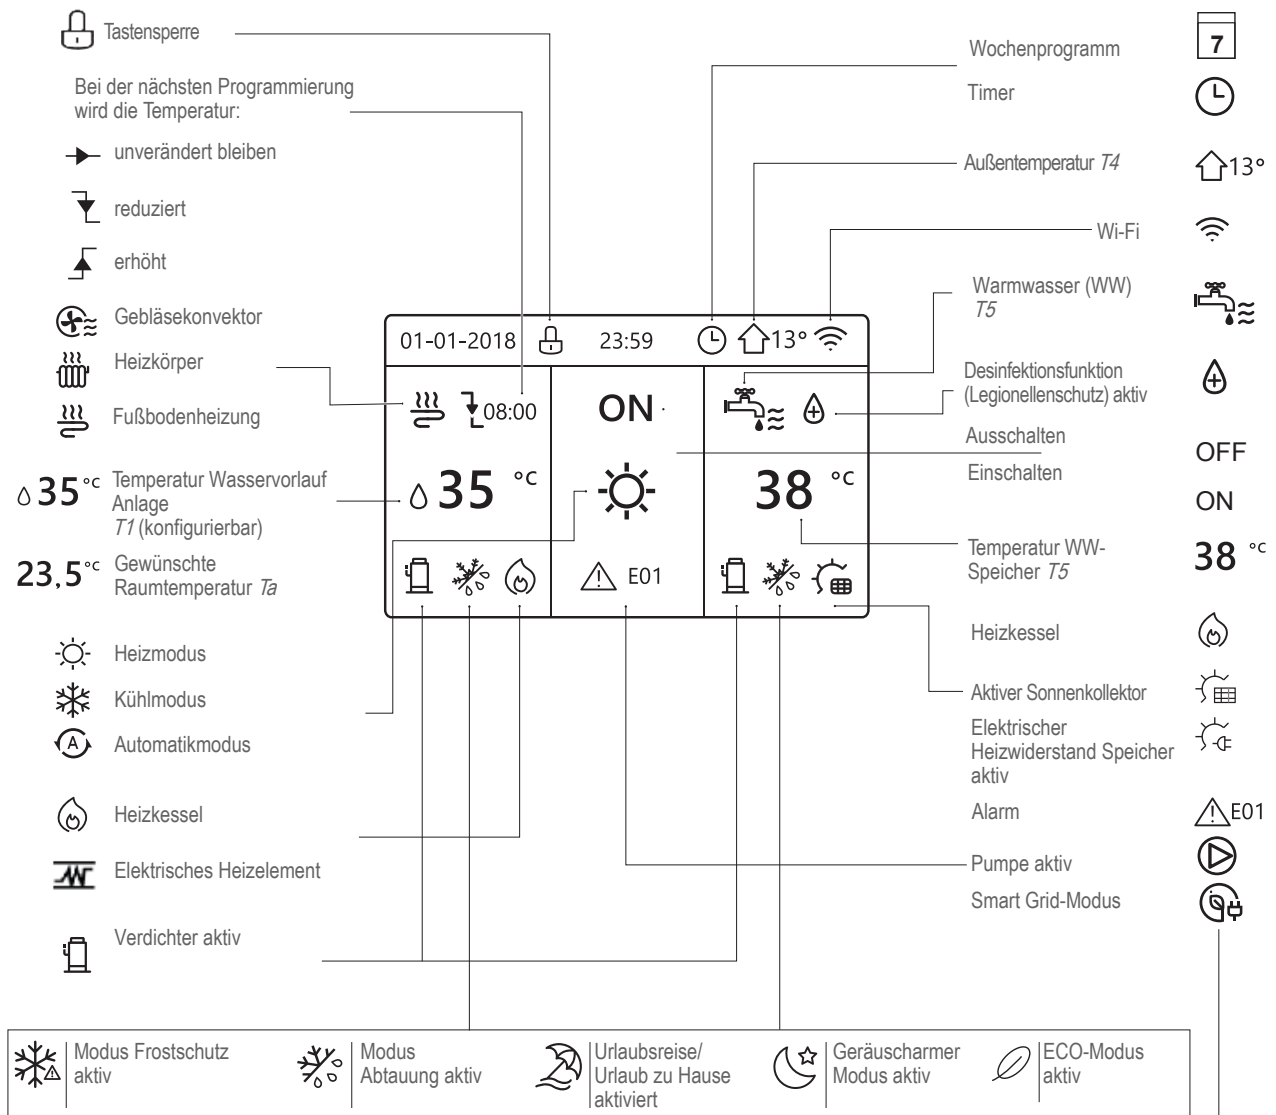 Tastensperre
Bei der nächsten Programmierung
wird die Temperatur:
unverändert bleiben
reduziert
erhöht
Gebläsekonvektor
Heizkörper
Fußbodenheizung
35 °C Temperatur Wasservorlauf
Anlage
T1 (konfigurierbar)
23,5 °C Gewünschte
Raumtemperatur Ta
Heizmodus
Kühlmodus
Automatikmodus
A
Heizkessel
Elektrisches Heizelement
Verdichter aktiv
01-01-2018 23:59 13°
08:00 ON
35 °C 38 °C
E01
Wochenprogramm 7
Timer
Außentemperatur T4 13°
Wi-Fi
Warmwasser (WW)
T5
Desinfektionsfunktion
(Legionellenschutz) aktiv
Ausschalten OFF
Einschalten ON
Temperatur WW-
Speicher T5 38 °C
Heizkessel
Aktiver Sonnenkollektor
Elektrischer
Heizwiderstand Speicher
aktiv
Alarm E01
Pumpe aktiv
Smart Grid-Modus
Modus Frostschutz
aktiv
Modus
Abtauung aktiv
Urlaubsreise/
Urlaub zu Hause
aktiviert
Geräuscharmer
Modus aktiv
ECO-Modus
aktiv